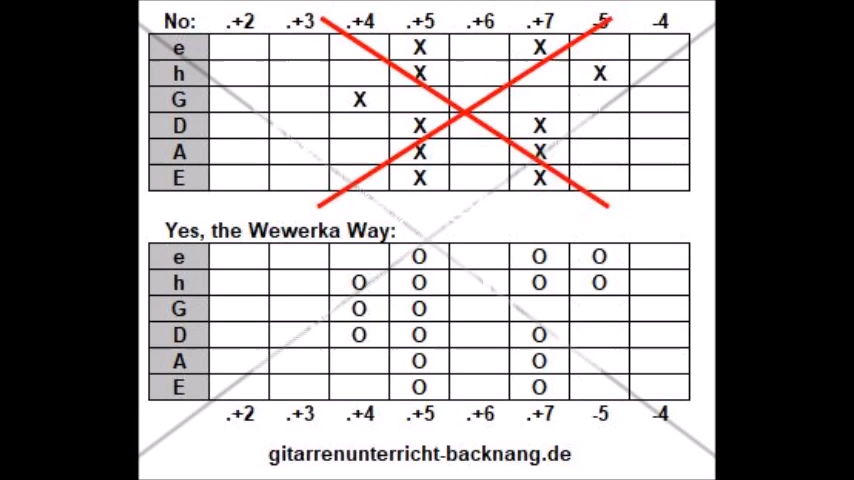 No: .+2 .+3 .+4 .+5 .+6 .+7 -5 -4
e X X
h X X
G X
D X X
A X X
E X X
Yes, the Wewerka Way:
e O O O
h O O O O
G O O
D O O O
A O O
E O O
.+2 .+3 .+4 .+5 .+6 .+7 -5 -4
gitarrenunterricht-backnang.de